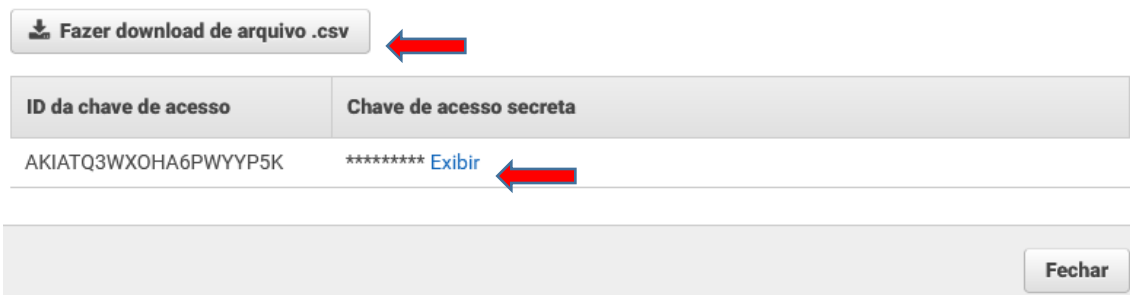 Fazer download de arquivo .csv
ID da chave de acesso Chave de acesso secreta
AKIATQ3WXOHA6PWYYP5K ********* Exibir
Fechar